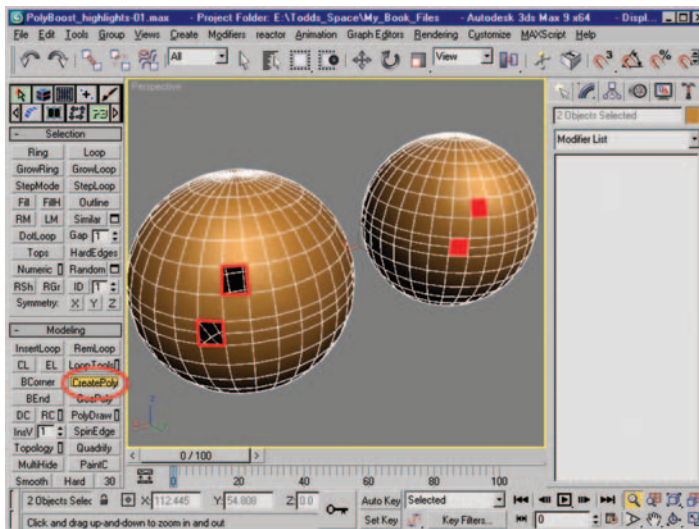 PolyBoost_highlights-01.max - Project Folder: E:\Todds_Space\My_Book_Files - Autodesk 3ds Max 9 x64 - Displ...
File Edit Tools Group Views Create Modifiers reactor Animation Graph Editors Rendering Customize MAXScript Help
All View
Perspective
2 Objects Selected
Modifier List
- Selection
Ring Loop
GrowRing GrowLoop
StepMode StepLoop
Fill FillH Outline
RM LM Similar
DotLoop Gap 1
Tops HardEdges
Numeric Random
RSh RGr ID 1
Symmetry: X Y Z
- Modeling
InsertLoop RemLoop
CL EL LoopTools
BCorner CreatePoly
BEnd GeoPoly
DC RC PolyDraw
InsV 1 SpinEdge
Topology Quadrify
MultiHide PaintC
Smooth Hard 30
z
0 / 100
0 20 40 60 80 100
2 Objects Selec X: 112.445 Y: 54.808 Z: 0.0 Auto Key Selected
Click and drag up-and-down to zoom in and out Set Key Key Filters... 0